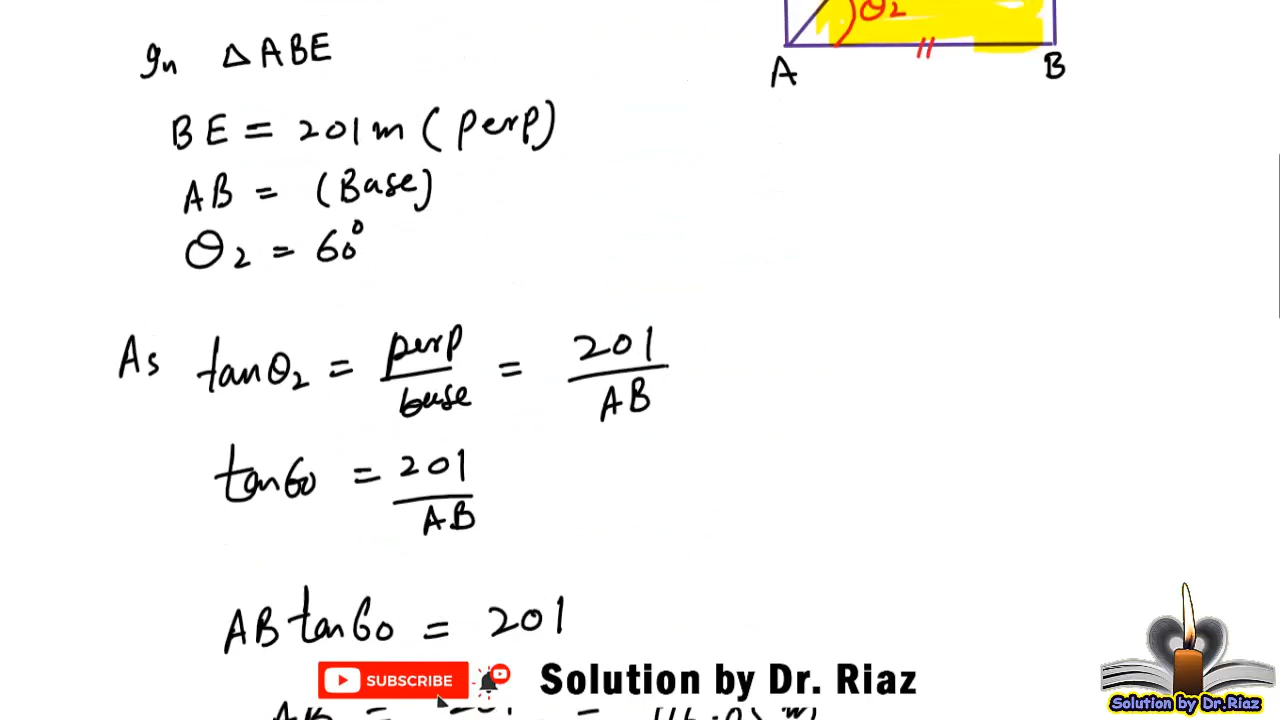 In △ABE
θ2
A
B
BE = 201m (perp)
AB = (Base)
θ2 = 60°
As tanθ2 = perp/base = 201/AB
tan60 = 201/AB
AB tan60 = 201
SUBSCRIBE
Solution by Dr. Riaz
Solution by Dr.Riaz